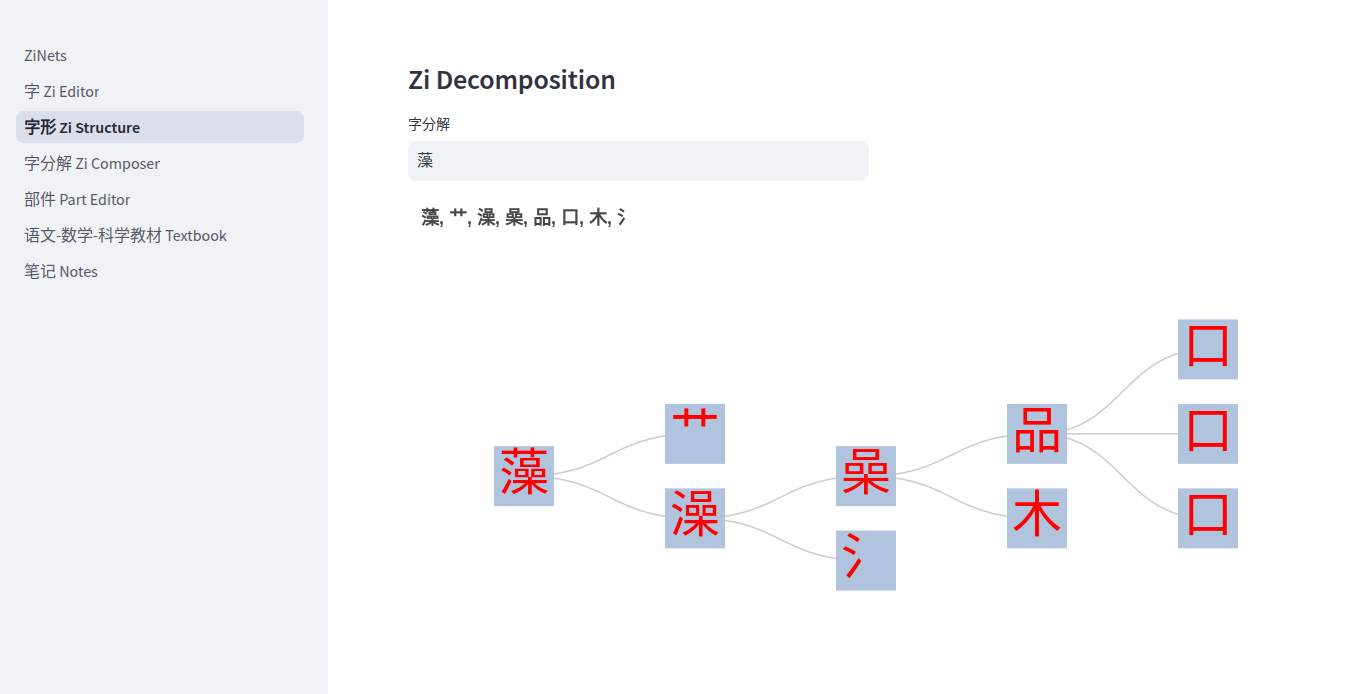 ZiNets
字 Zi Editor
字形 Zi Structure
字分解 Zi Composer
部件 Part Editor
语文-数学-科学教材 Textbook
笔记 Notes
Zi Decomposition
字分解
藻
藻, 艹, 澡, 喿, 品, 口, 木, 氵
藻
艹
澡
喿
氵
品
木
口
口
口